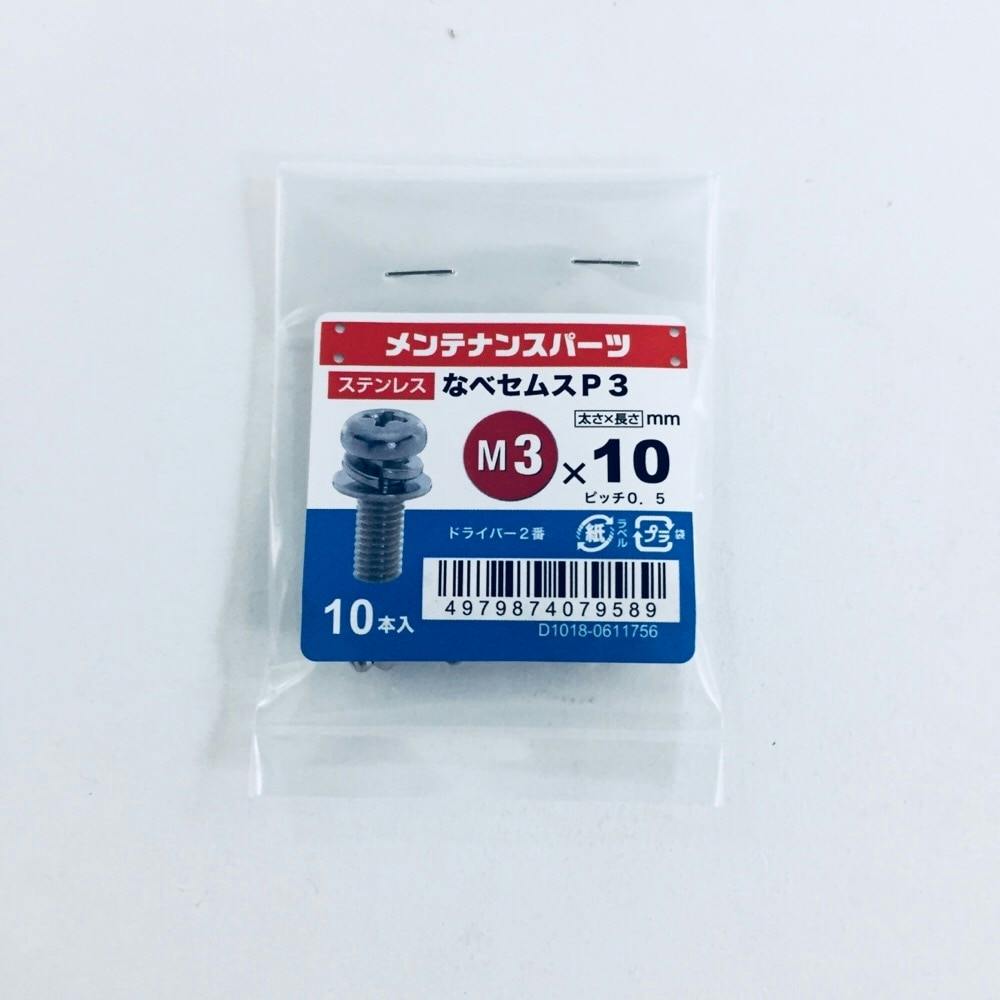 メンテナンスパーツ
ステンレス なべセムスP3
太さ×長さ mm
M3×10
ピッチ0.5
ドライバー2番
紙 ラベル プラ 袋
10本入
4979874079589
D1018-0611756